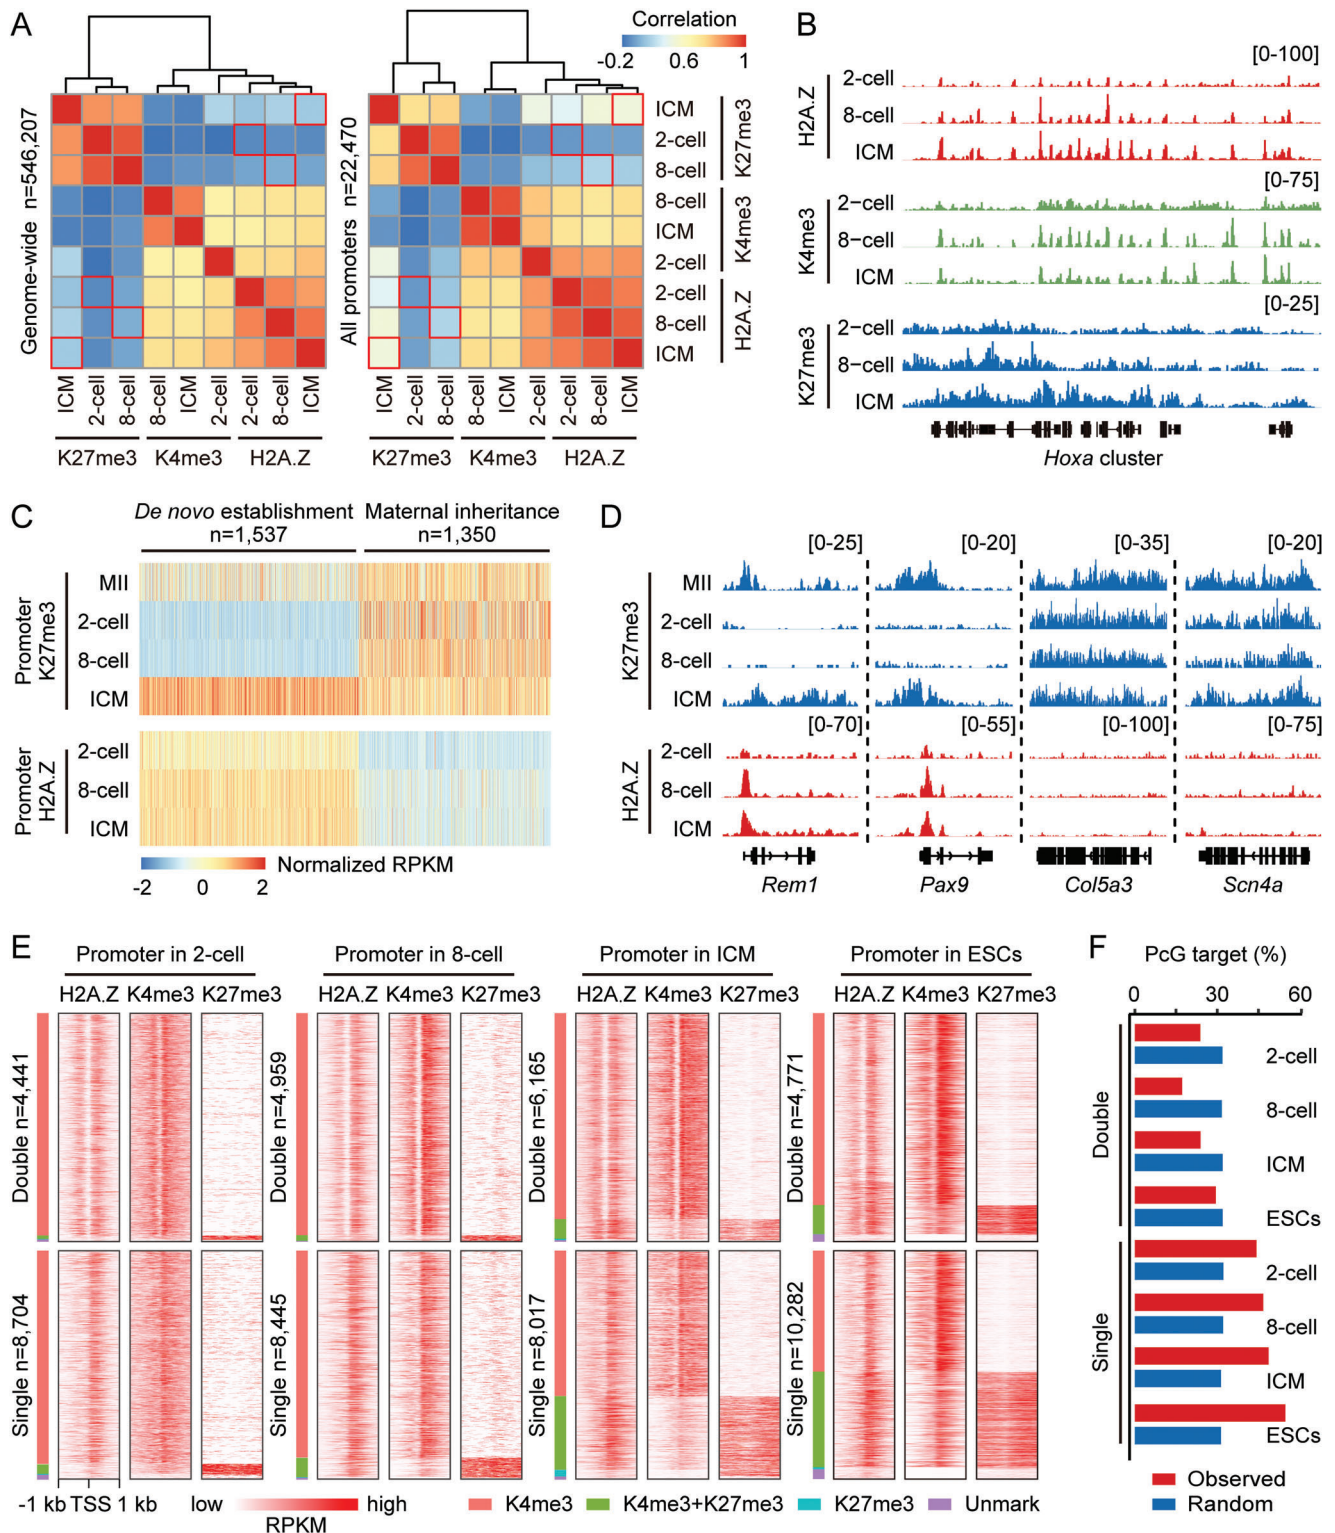 A
Correlation
-0.2 0.6 1
Genome-wide n=546,207
All promoters n=22,470
ICM
2-cell
8-cell
K27me3
8-cell
ICM
2-cell
K4me3
2-cell
8-cell
ICM
H2A.Z
ICM 2-cell 8-cell 8-cell ICM 2-cell 2-cell 8-cell ICM
K27me3 K4me3 H2A.Z
ICM 2-cell 8-cell 8-cell ICM 2-cell 2-cell 8-cell ICM
K27me3 K4me3 H2A.Z
B
[0-100]
H2A.Z
2-cell
8-cell
ICM
[0-75]
K4me3
2-cell
8-cell
ICM
[0-25]
K27me3
2-cell
8-cell
ICM
Hoxa cluster
C
De novo establishment Maternal inheritance
n=1,537 n=1,350
Promoter
K27me3
MII
2-cell
8-cell
ICM
Promoter
H2A.Z
2-cell
8-cell
ICM
Normalized RPKM
-2 0 2
D
[0-25] [0-20] [0-35] [0-20]
K27me3
MII
2-cell
8-cell
ICM
[0-70] [0-55] [0-100] [0-75]
H2A.Z
2-cell
8-cell
ICM
Rem1 Pax9 Col5a3 Scn4a
E
Promoter in 2-cell Promoter in 8-cell Promoter in ICM Promoter in ESCs
H2A.Z K4me3 K27me3 H2A.Z K4me3 K27me3 H2A.Z K4me3 K27me3 H2A.Z K4me3 K27me3
Double n=4,441
Double n=4,959
Double n=6,165
Double n=4,771
Single n=8,704
Single n=8,445
Single n=8,017
Single n=10,282
-1 kb TSS 1 kb
low high
RPKM
K4me3 K4me3+K27me3 K27me3 Unmark
F
PcG target (%)
0 30 60
Double
2-cell
8-cell
ICM
ESCs
Single
2-cell
8-cell
ICM
ESCs
Observed
Random